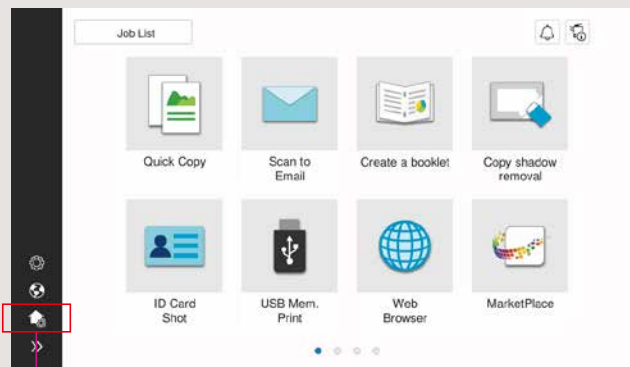 Job List
Quick Copy
Scan to
Email
Create a booklet
Copy shadow
removal
ID Card
Shot
USB Mem.
Print
Web
Browser
MarketPlace